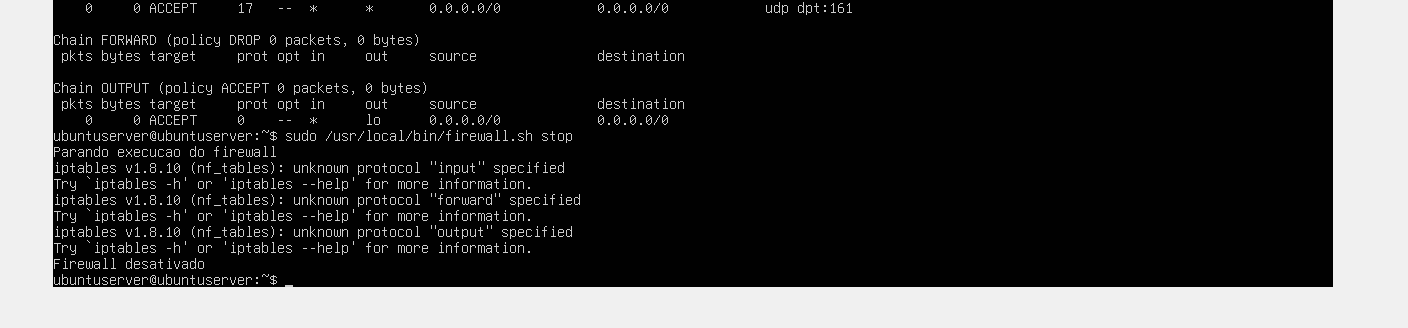 0 0 ACCEPT 17 -- * * 0.0.0.0/0 0.0.0.0/0 udp dpt:161
Chain FORWARD (policy DROP 0 packets, 0 bytes)
pkts bytes target prot opt in out source destination
Chain OUTPUT (policy ACCEPT 0 packets, 0 bytes)
pkts bytes target prot opt in out source destination
0 0 ACCEPT 0 -- * lo 0.0.0.0/0 0.0.0.0/0
ubuntuserver@ubuntuserver:~$ sudo /usr/local/bin/firewall.sh stop
Parando execucao do firewall
iptables v1.8.10 (nf_tables): unknown protocol "input" specified
Try `iptables -h' or 'iptables --help' for more information.
iptables v1.8.10 (nf_tables): unknown protocol "forward" specified
Try `iptables -h' or 'iptables --help' for more information.
iptables v1.8.10 (nf_tables): unknown protocol "output" specified
Try `iptables -h' or 'iptables --help' for more information.
Firewall desativado
ubuntuserver@ubuntuserver:~$ _